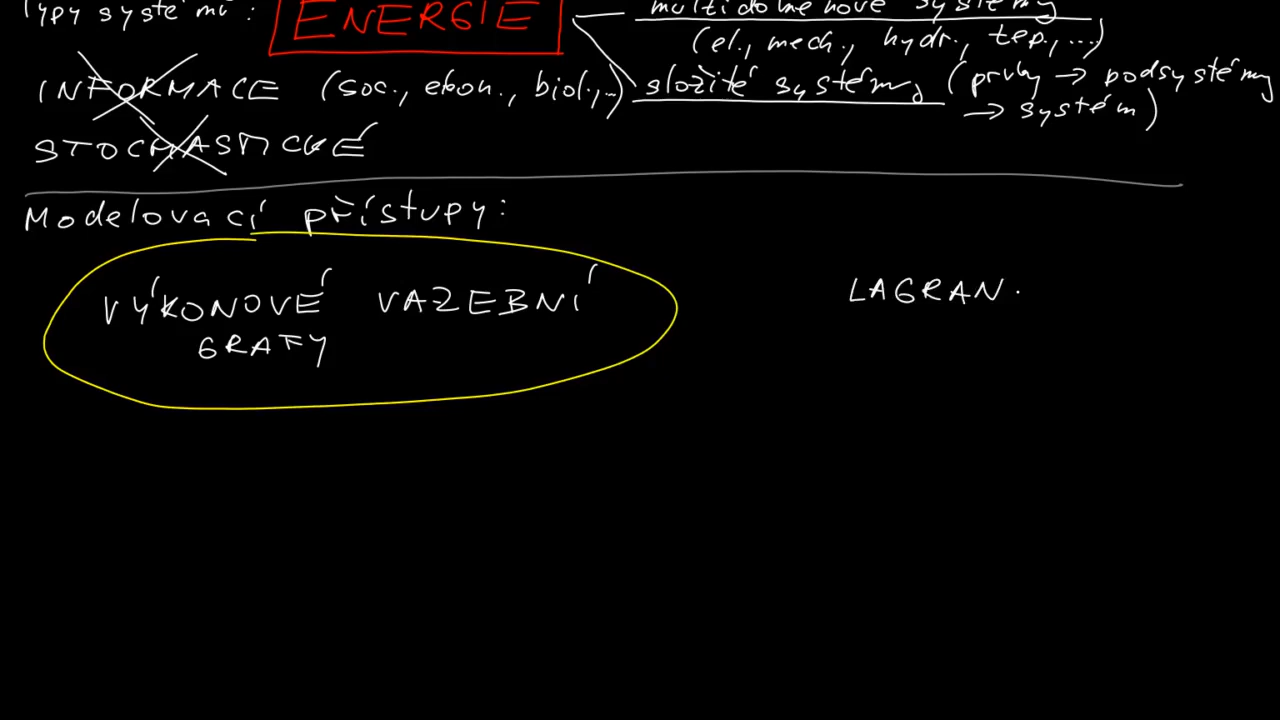 Typy systémů: ENERGIE multidoménové systémy
(el., mech., hydr., tep., ...)
INFORMACE (soc., ekon., biol., ..) složité systémy (prvky → podsystémy
→ systém)
STOCHASTICKÉ
Modelovací přístupy:
VÝKONOVÉ VAZEBNÍ LAGRAN.
GRAFY